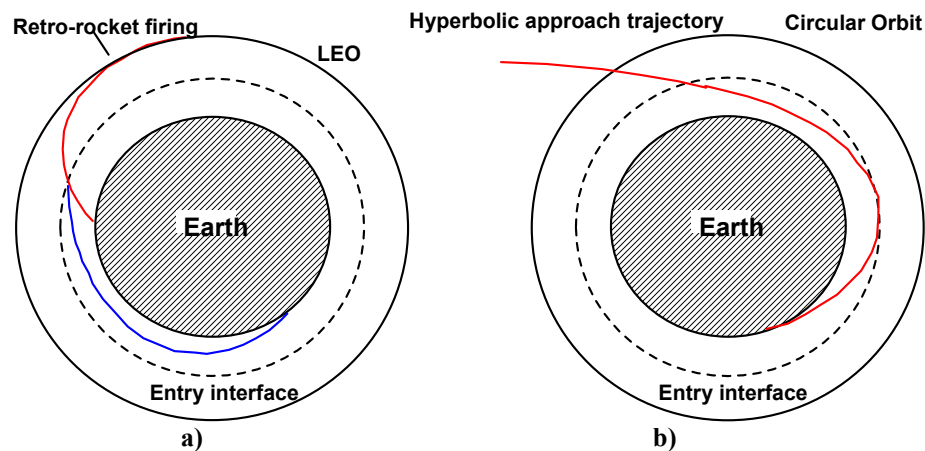 Retro-rocket firing
LEO
Earth
Entry interface
a)
Hyperbolic approach trajectory
Circular Orbit
Earth
Entry interface
b)